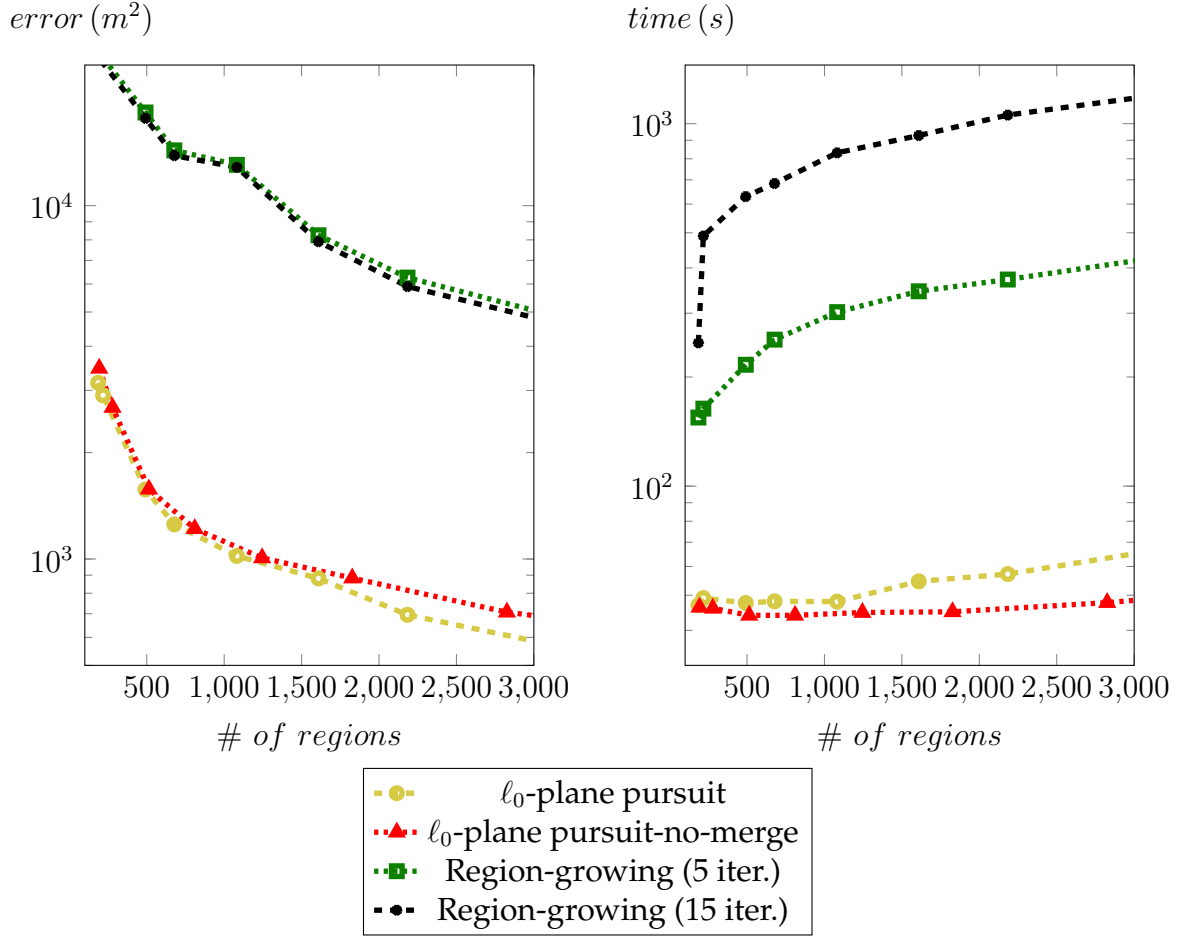 error (m²)
time (s)
10⁴
10³
500
1,000
1,500
2,000
2,500
3,000
# of regions
10³
10²
500
1,000
1,500
2,000
2,500
3,000
# of regions
ℓ₀-plane pursuit
ℓ₀-plane pursuit-no-merge
Region-growing (5 iter.)
Region-growing (15 iter.)